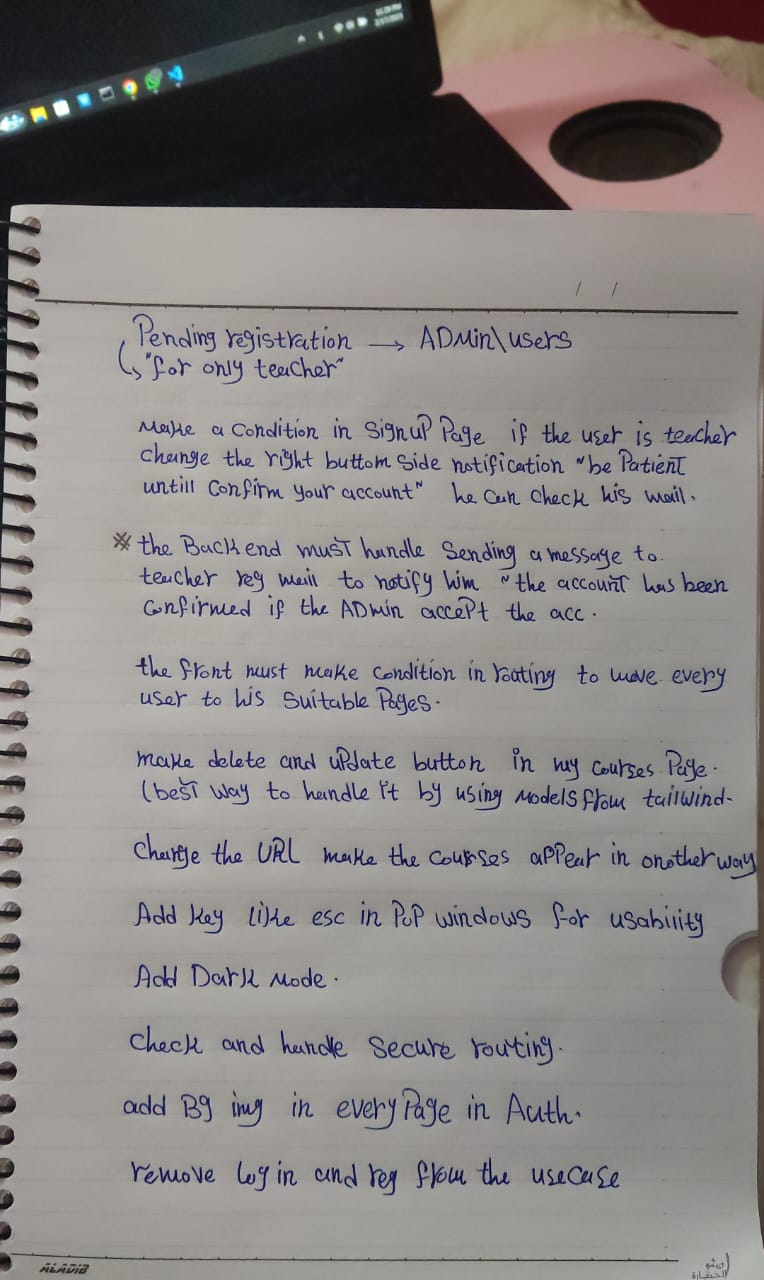 / /
Pending registration → ADMin\users
↳ "for only teacher"
Make a Condition in SignuP Page if the user is teacher
change the right buttom side notification "be Patient
untill Confirm your account" he can check his mail.
※ the Backend must handle Sending a message to
teacher reg mail to notify him "the account has been
Confirmed if the ADmin accept the acc.
the front must make Condition in routing to move every
user to his Suitable Pages.
make delete and uPdate button in my courses Page.
(best way to handle it by using models from tailwind-
Change the URL make the courses appear in onother way
Add Key like esc in PoP windows for usability
Add Dark Mode.
check and handle Secure routing.
add Bg img in every Page in Auth.
remove log in and reg from the usecase
ALADIB